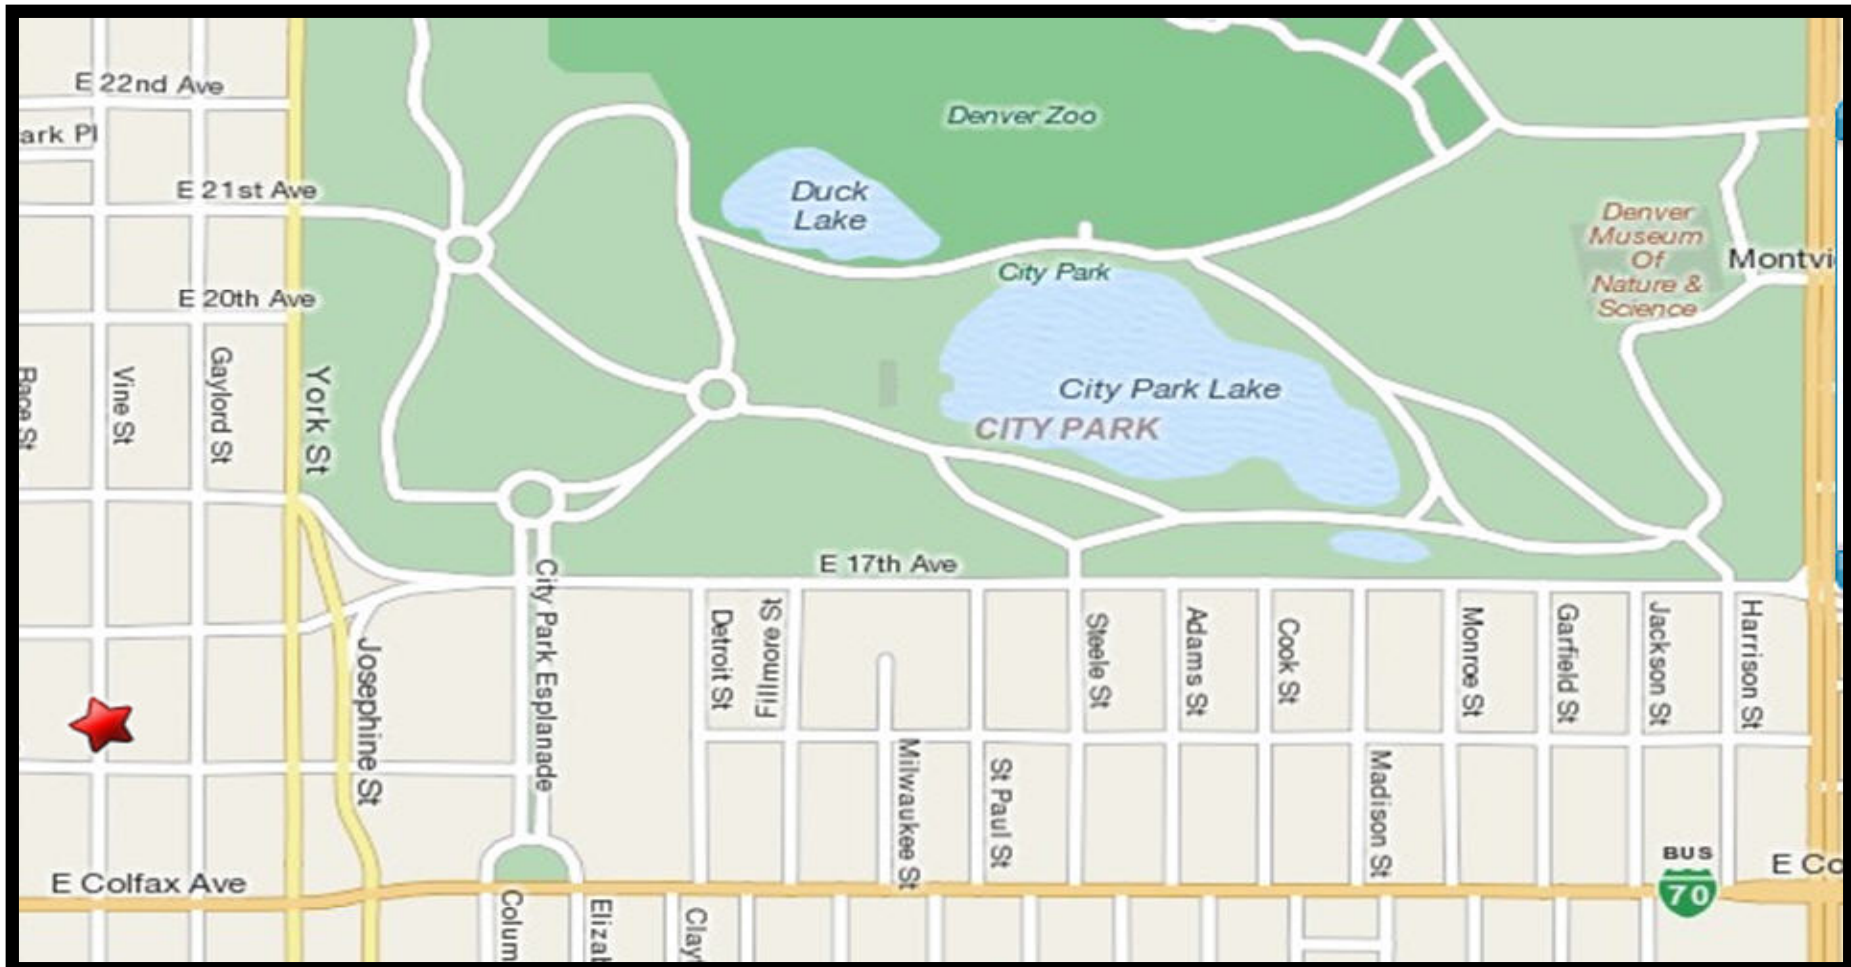 E 22nd Ave
ark Pl
E 21st Ave
E 20th Ave
Race St
Vine St
Gaylord St
York St
Denver Zoo
Duck
Lake
City Park
City Park Lake
CITY PARK
Denver
Museum
Of
Nature &
Science
Montvi
E 17th Ave
Josephine St
City Park Esplanade
Detroit St
Fillmore St
Milwaukee St
St Paul St
Steele St
Adams St
Cook St
Madison St
Monroe St
Garfield St
Jackson St
Harrison St
E Colfax Ave
Colum
Elizab
Clay
BUS
70
E Co